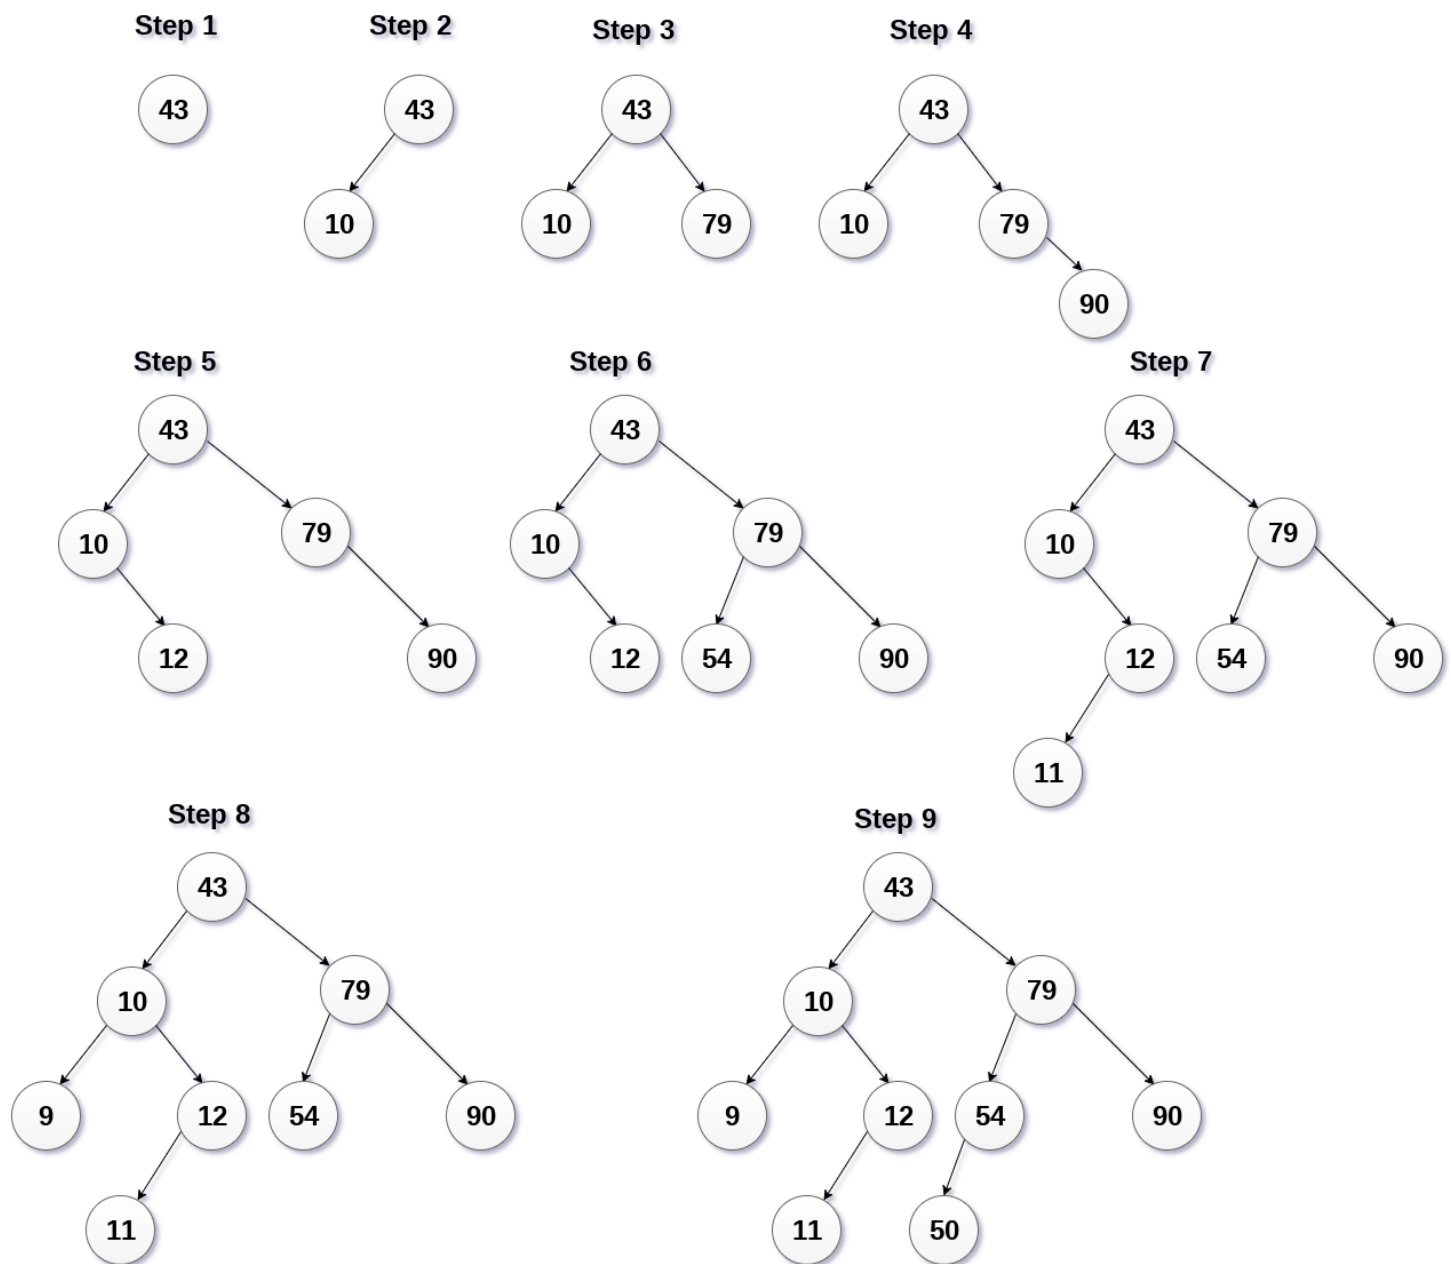 Step 1 Step 2 Step 3 Step 4
43 43 43 43
10 10 79 10 79
90
Step 5 Step 6 Step 7
43 43 43
10 79 10 79 10 79
12 90 12 54 90 12 54 90
11
Step 8 Step 9
43 43
10 79 10 79
9 12 54 90 9 12 54 90
11 11 50